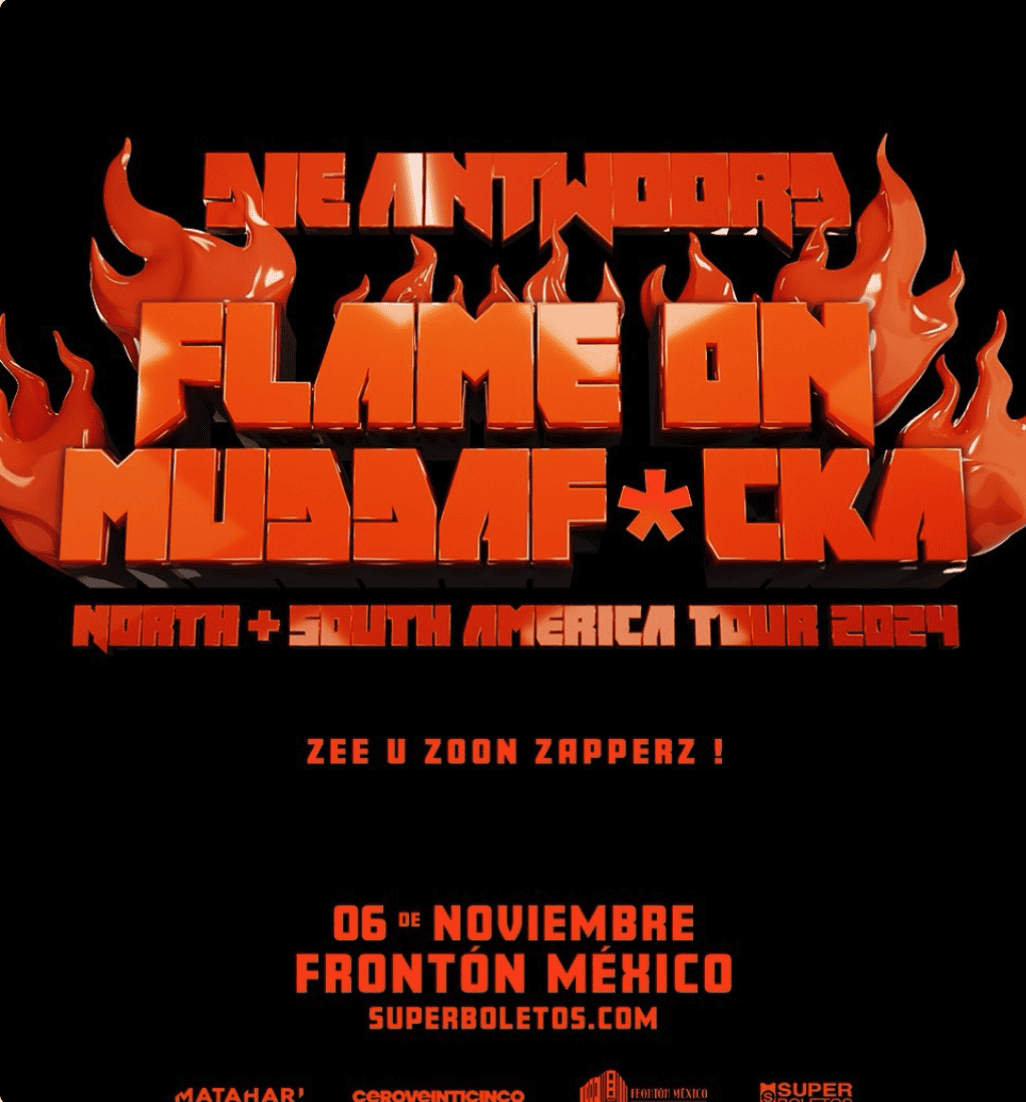 DIE ANTWOORD
FLAME ON
MUDDAF*CKA
NORTH + SOUTH AMERICA TOUR 2024
ZEE U ZOON ZAPPERZ !
06 DE NOVIEMBRE
FRONTÓN MÉXICO
SUPERBOLETOS.COM
MATAHARI CEROVEINTICINCO FRONTÓN MÉXICO SUPER
BOLETOS